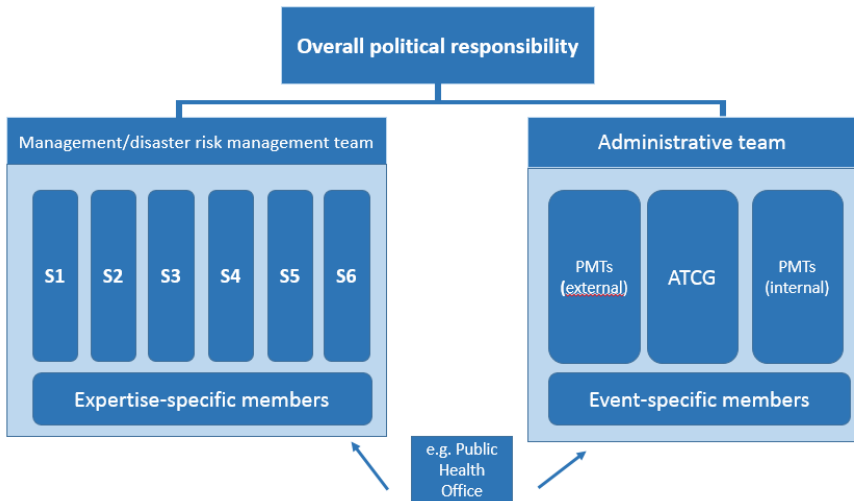 Overall political responsibility
Management/disaster risk management team
S1
S2
S3
S4
S5
S6
Expertise-specific members
Administrative team
PMTs
(external)
ATCG
PMTs
(internal)
Event-specific members
e.g. Public
Health
Office